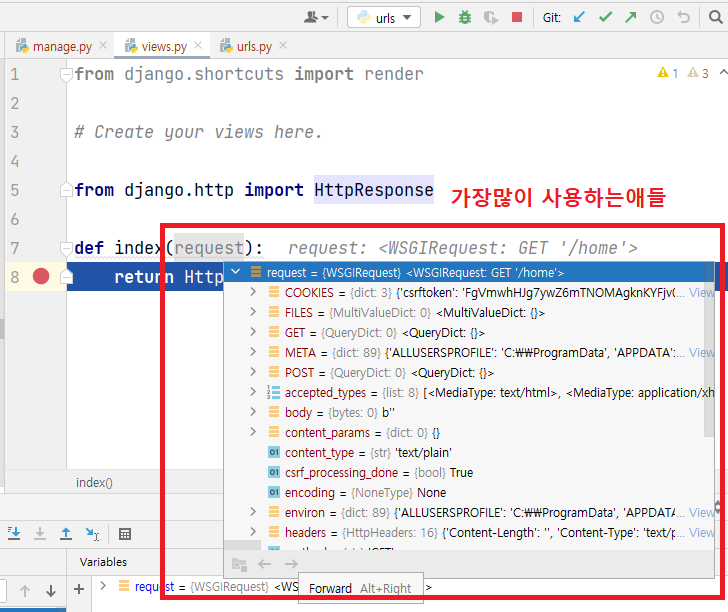 urls
Git:
manage.py
views.py
urls.py
1 from django.shortcuts import render
1 3
2
3 # Create your views here.
4
5 from django.http import HttpResponse
가장많이 사용하는애들
6
7 def index(request): request: <WSGIRequest: GET '/home'>
8 return Http
request = {WSGIRequest} <WSGIRequest: GET '/home'>
COOKIES = {dict: 3} {'csrftoken': 'FgVmwhHJg7ywZ6mTNOMAgknKYFjv(... View
FILES = {MultiValueDict: 0} <MultiValueDict: {}>
GET = {QueryDict: 0} <QueryDict: {}>
META = {dict: 89} {'ALLUSERSPROFILE': 'C:₩₩ProgramData', 'APPDATA':... View
POST = {QueryDict: 0} <QueryDict: {}>
accepted_types = {list: 8} [<MediaType: text/html>, <MediaType: application/xh
body = {bytes: 0} b''
content_params = {dict: 0} {}
content_type = {str} 'text/plain'
csrf_processing_done = {bool} True
encoding = {NoneType} None
environ = {dict: 89} {'ALLUSERSPROFILE': 'C:₩₩ProgramData', 'APPDATA... View
headers = {HttpHeaders: 16} {'Content-Length': '', 'Content-Type': 'text/p... View
index()
Variables
request = {WSGIRequest} <WS
>
Forward Alt+Right